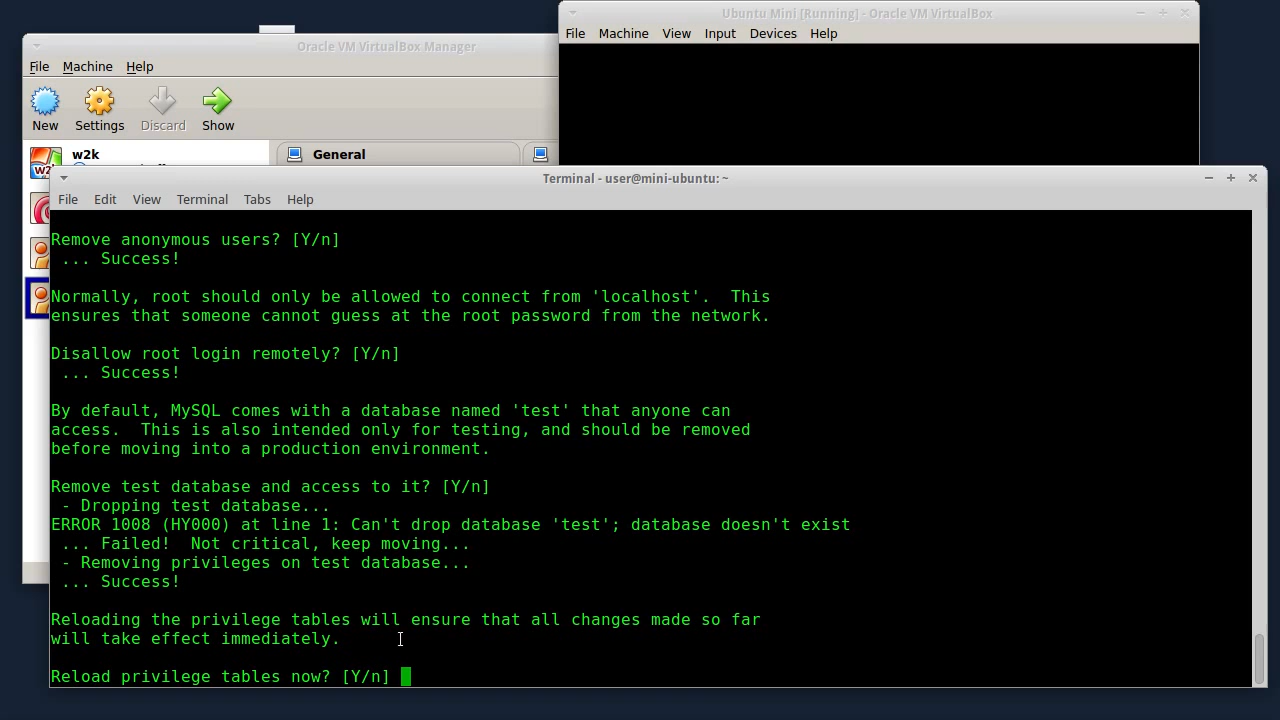 Ubuntu Mini [Running] - Oracle VM VirtualBox
File Machine View Input Devices Help
Oracle VM VirtualBox Manager
File Machine Help
New Settings Discard Show
w2k
General
Terminal - user@mini-ubuntu: ~
File Edit View Terminal Tabs Help
Remove anonymous users? [Y/n]
... Success!
Normally, root should only be allowed to connect from 'localhost'.  This
ensures that someone cannot guess at the root password from the network.
Disallow root login remotely? [Y/n]
... Success!
By default, MySQL comes with a database named 'test' that anyone can
access.  This is also intended only for testing, and should be removed
before moving into a production environment.
Remove test database and access to it? [Y/n]
- Dropping test database...
ERROR 1008 (HY000) at line 1: Can't drop database 'test'; database doesn't exist
... Failed!  Not critical, keep moving...
- Removing privileges on test database...
... Success!
Reloading the privilege tables will ensure that all changes made so far
will take effect immediately.
Reload privilege tables now? [Y/n]